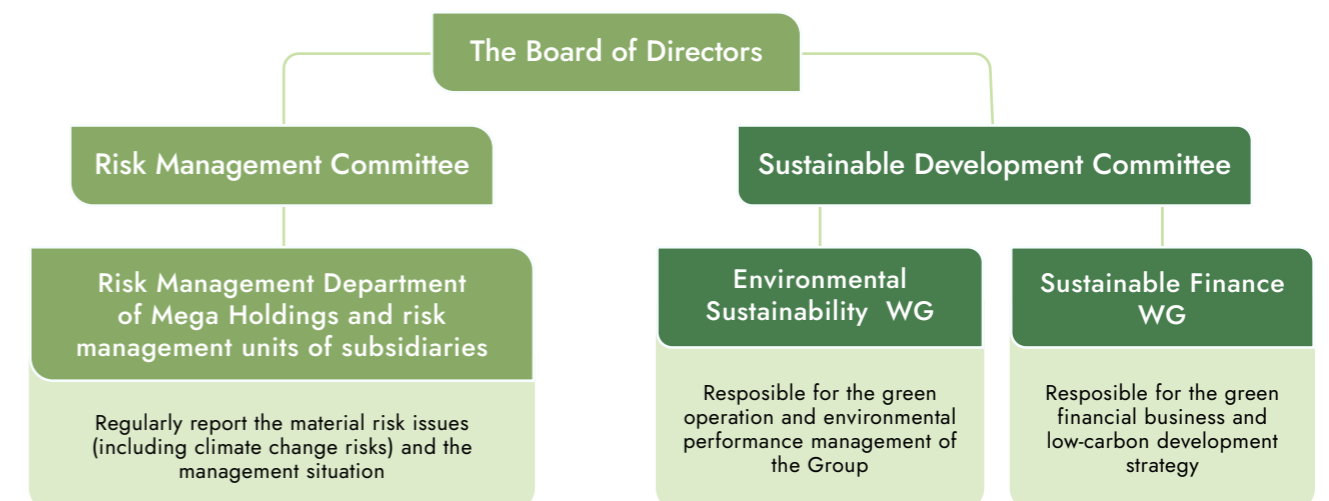 The Board of Directors
Risk Management Committee
Sustainable Development Committee
Risk Management Department
of Mega Holdings and risk
management units of subsidiaries
Regularly report the material risk issues
(including climate change risks) and the
management situation
Environmental
Sustainability WG
Resposible for the green
operation and environmental
performance management of
the Group
Sustainable Finance
WG
Resposible for the green
financial business and
low-carbon development
strategy